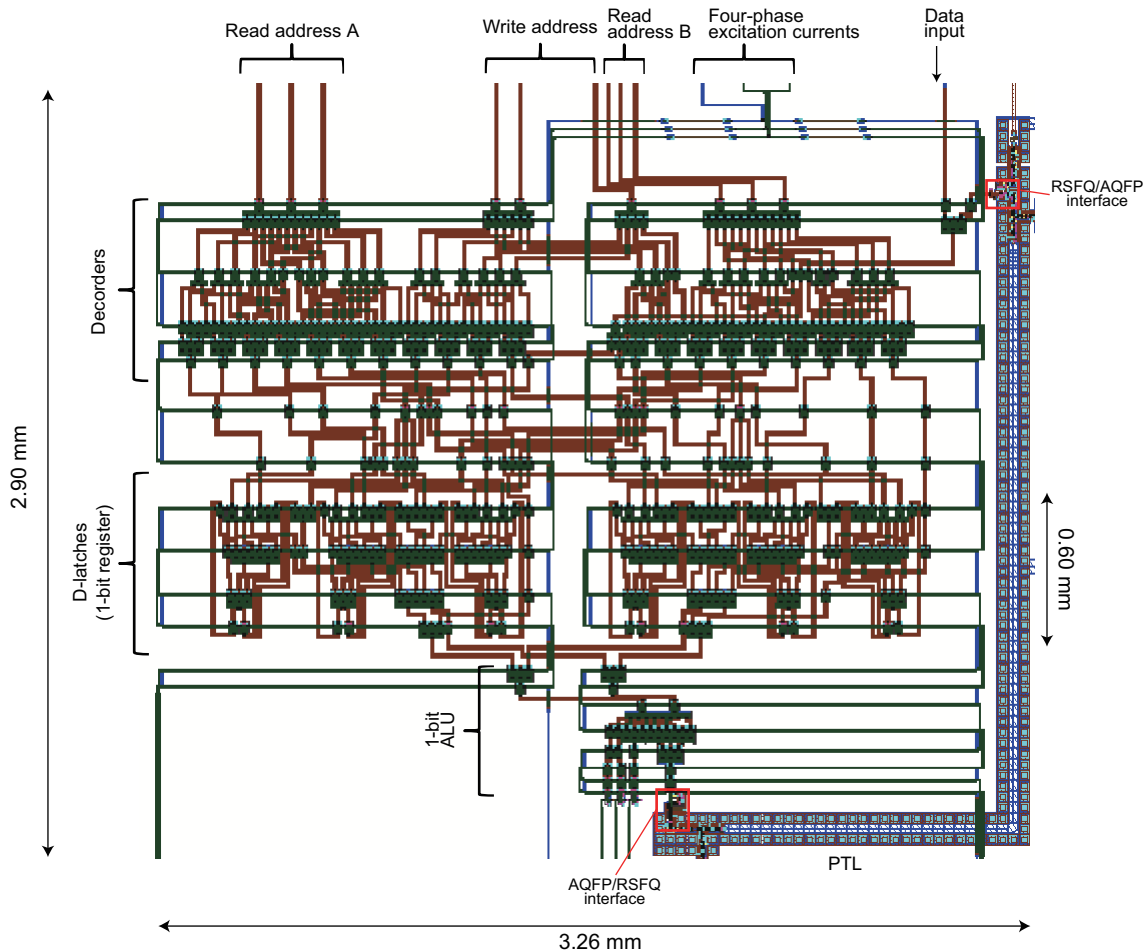 Read address A
Write address
Read
address B
Four-phase
excitation currents
Data
input
RSFQ/AQFP
interface
Decorders
2.90 mm
D-latches
(1-bit register)
0.60 mm
1-bit
ALU
PTL
AQFP/RSFQ
interface
3.26 mm